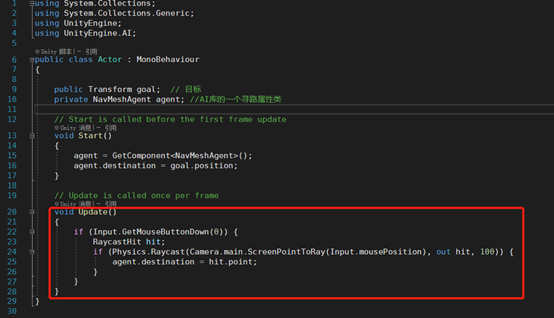 1 using System.Collections;
2 using System.Collections.Generic;
3 using UnityEngine;
4 using UnityEngine.AI;
5
Unity 脚本|一 引用
6 public class Actor : MonoBehaviour
7 {
8
9 public Transform goal;  // 目标
10 private NavMeshAgent agent; //AI库的一个寻路属性类
11
12 // Start is called before the first frame update
Unity 消息|一 引用
13 void Start()
14 {
15 agent = GetComponent<NavMeshAgent>();
16 agent.destination = goal.position;
17 }
18
19 // Update is called once per frame
Unity 消息|一 引用
20 void Update()
21 {
22 if (Input.GetMouseButtonDown(0)) {
23 RaycastHit hit;
24 if (Physics.Raycast(Camera.main.ScreenPointToRay(Input.mousePosition), out hit, 100)) {
25 agent.destination = hit.point;
26 }
27 }
28 }
29 }
30